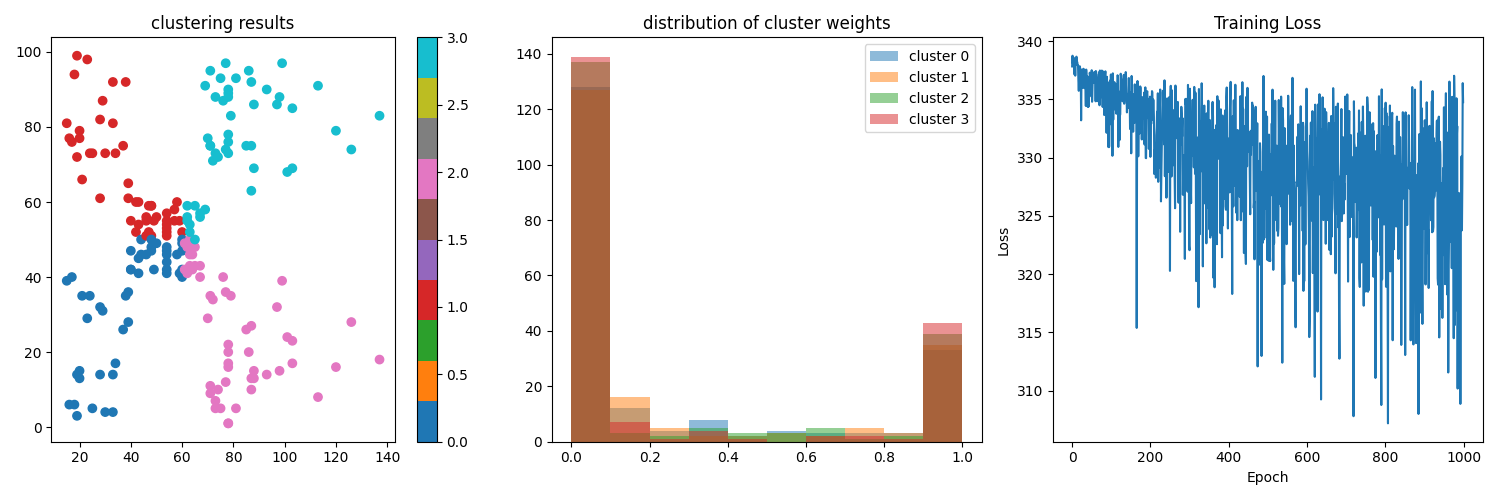 clustering results
100
80
60
40
20
0
20 40 60 80 100 120 140
3.0
2.5
2.0
1.5
1.0
0.5
0.0
distribution of cluster weights
140
120
100
80
60
40
20
0
0.0 0.2 0.4 0.6 0.8 1.0
cluster 0
cluster 1
cluster 2
cluster 3
Training Loss
Loss
340
335
330
325
320
315
310
0 200 400 600 800 1000
Epoch